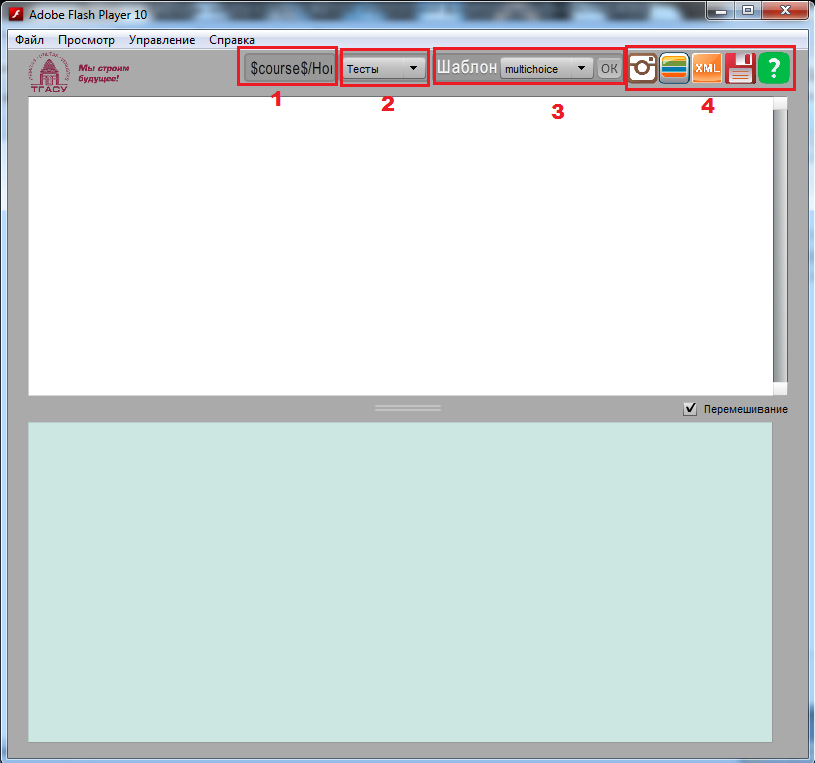 Adobe Flash Player 10
Файл Просмотр Управление Справка
Мы строим
будущее!
ТГАСУ
$course$/Hor
Тесты
Шаблон multichoice OK
XML
?
1 2 3 4
Перемешивание